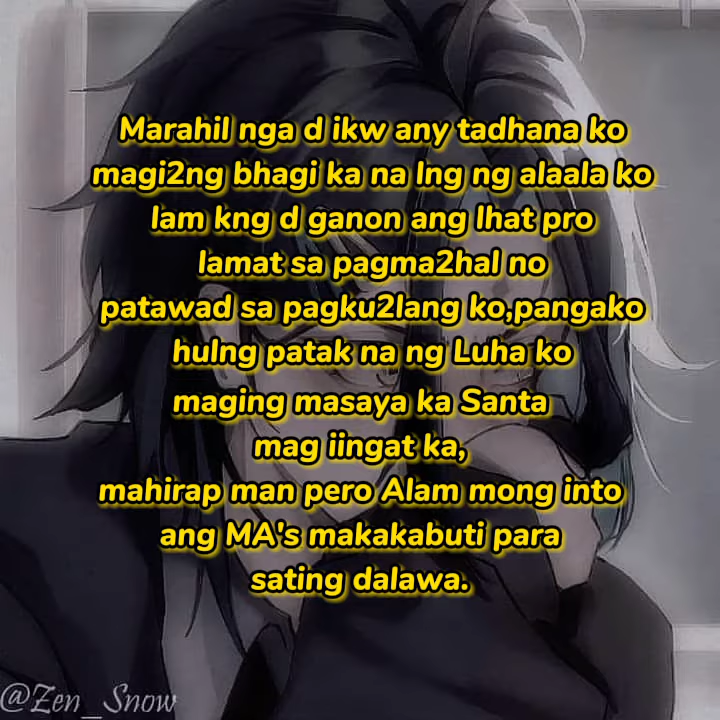 Marahil nga d ikw any tadhana ko
magi2ng bhagi ka na lng ng alaala ko
lam kng d ganon ang lhat pro
lamat sa pagma2hal no
patawad sa pagku2lang ko,pangako
hulng patak na ng Luha ko
maging masaya ka Santa
mag iingat ka,
mahirap man pero Alam mong into
ang MA's makakabuti para
sating dalawa.
@Zen_Snow